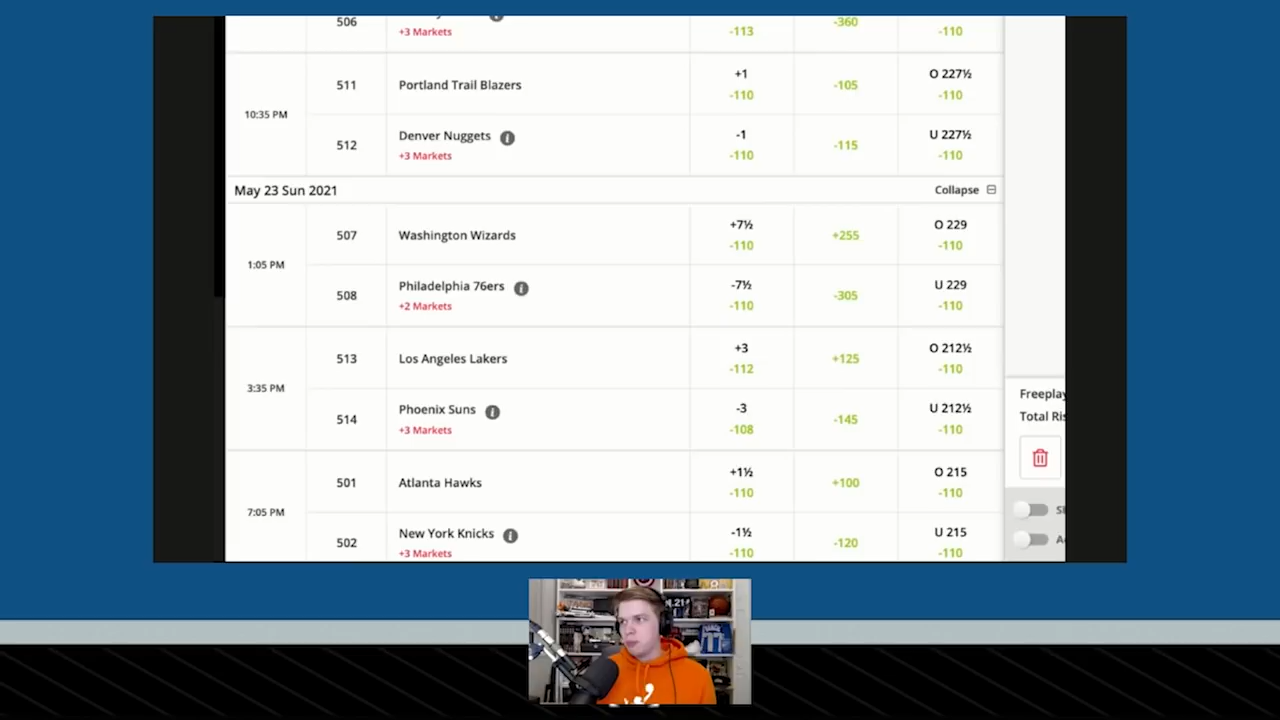 506
+3 Markets
-113
-360
-110
10:35 PM
511
Portland Trail Blazers
+1
-110
-105
O 227½
-110
512
Denver Nuggets
+3 Markets
-1
-110
-115
U 227½
-110
May 23 Sun 2021
Collapse
1:05 PM
507
Washington Wizards
+7½
-110
+255
O 229
-110
508
Philadelphia 76ers
+2 Markets
-7½
-110
-305
U 229
-110
3:35 PM
513
Los Angeles Lakers
+3
-112
+125
O 212½
-110
514
Phoenix Suns
+3 Markets
-3
-108
-145
U 212½
-110
7:05 PM
501
Atlanta Hawks
+1½
-110
+100
O 215
-110
502
New York Knicks
+3 Markets
-1½
-110
-120
U 215
-110
Freeplay
Total